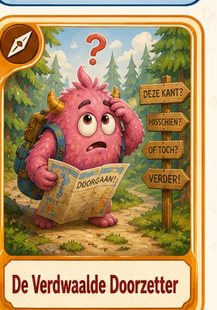 ?
DEZE KANT?
MISSCHIEN?
OF TOCH?
VERDER!
DOORGAAN!
De Verdwaalde Doorzetter